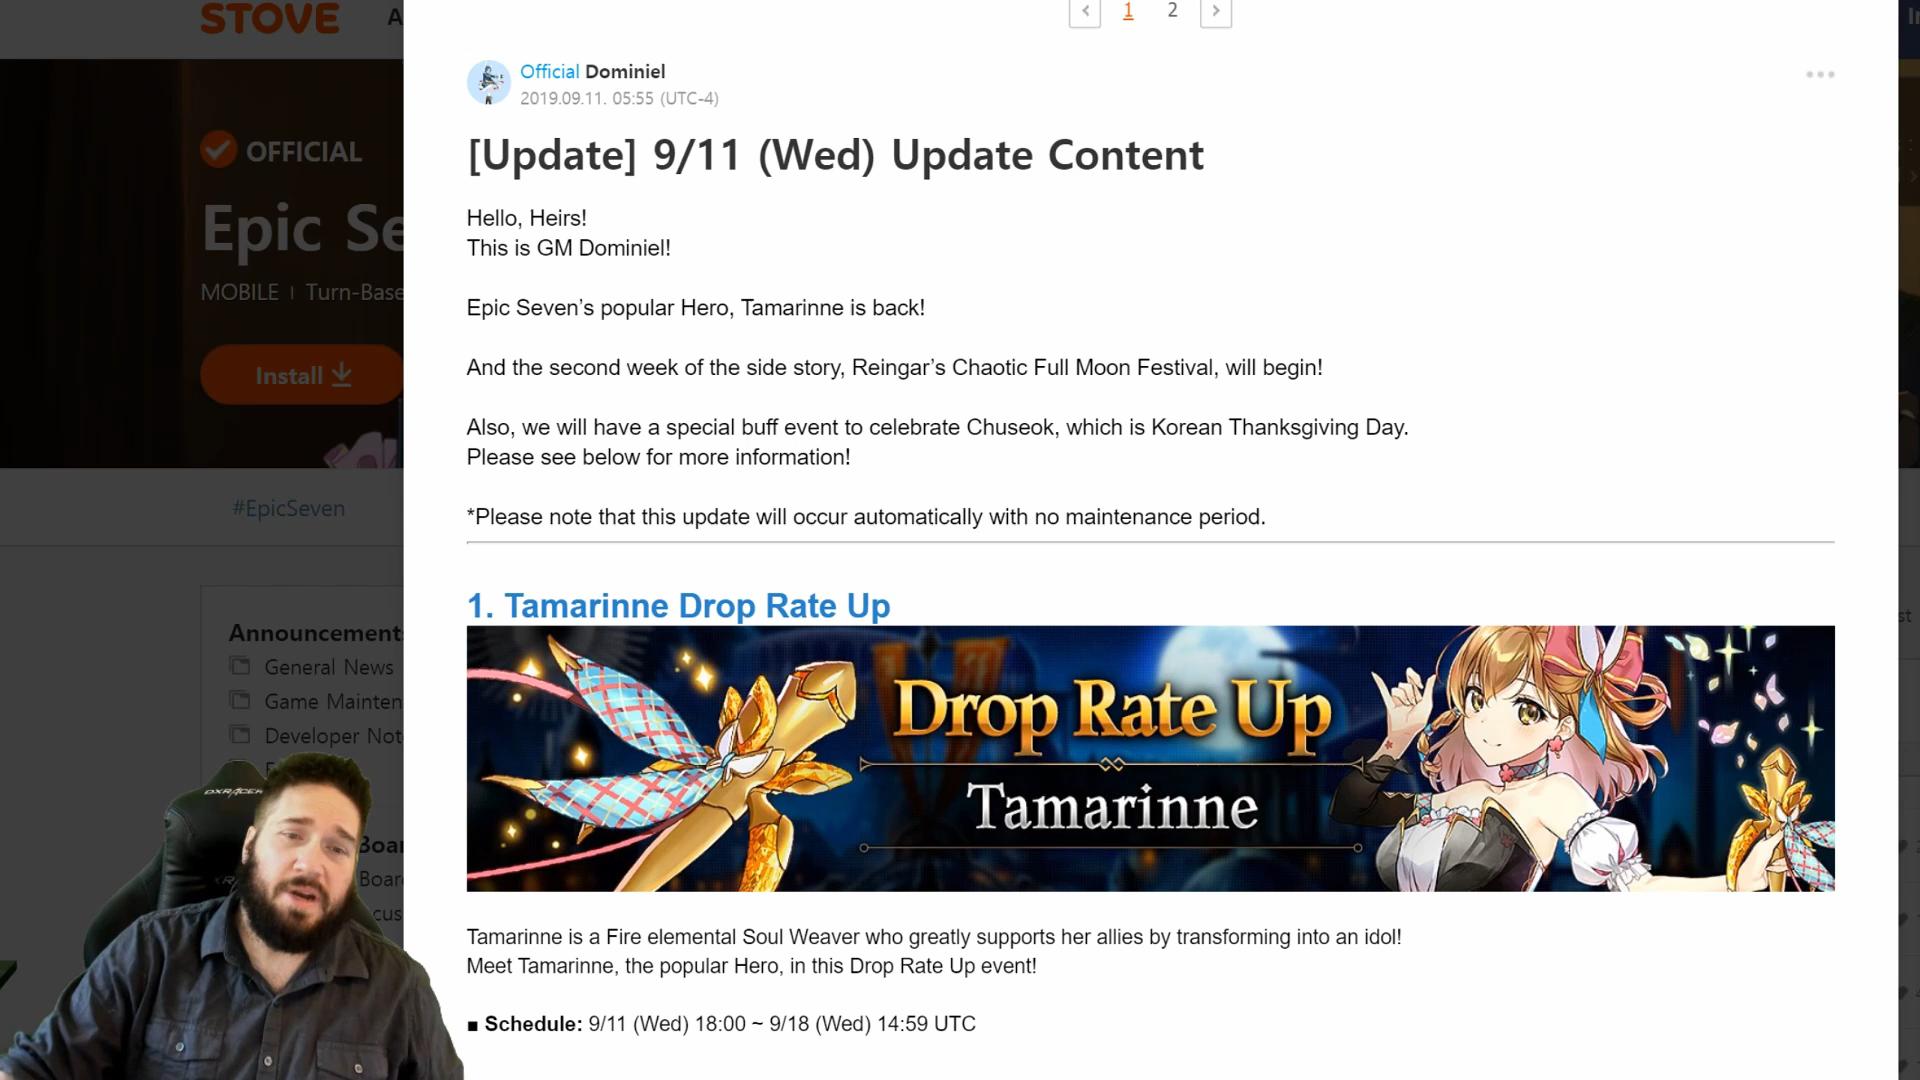 STOVE
1
2
OFFICIAL
Epic Se
MOBILE | Turn-Base
Install
#EpicSeven
Announcement
General News
Game Mainten
Developer Not
Boar
Board
cus
DXRACER
Official Dominiel
2019.09.11. 05:55 (UTC-4)
[Update] 9/11 (Wed) Update Content
Hello, Heirs!
This is GM Dominiel!
Epic Seven’s popular Hero, Tamarinne is back!
And the second week of the side story, Reingar’s Chaotic Full Moon Festival, will begin!
Also, we will have a special buff event to celebrate Chuseok, which is Korean Thanksgiving Day.
Please see below for more information!
*Please note that this update will occur automatically with no maintenance period.
1. Tamarinne Drop Rate Up
Drop Rate Up
Tamarinne
Tamarinne is a Fire elemental Soul Weaver who greatly supports her allies by transforming into an idol!
Meet Tamarinne, the popular Hero, in this Drop Rate Up event!
■ Schedule: 9/11 (Wed) 18:00 ~ 9/18 (Wed) 14:59 UTC